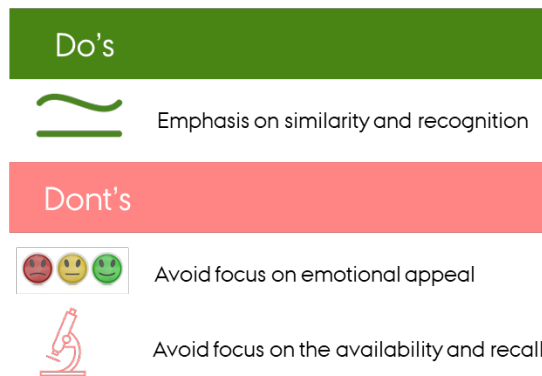 Do's
Emphasis on similarity and recognition
Dont's
Avoid focus on emotional appeal
Avoid focus on the availability and recall